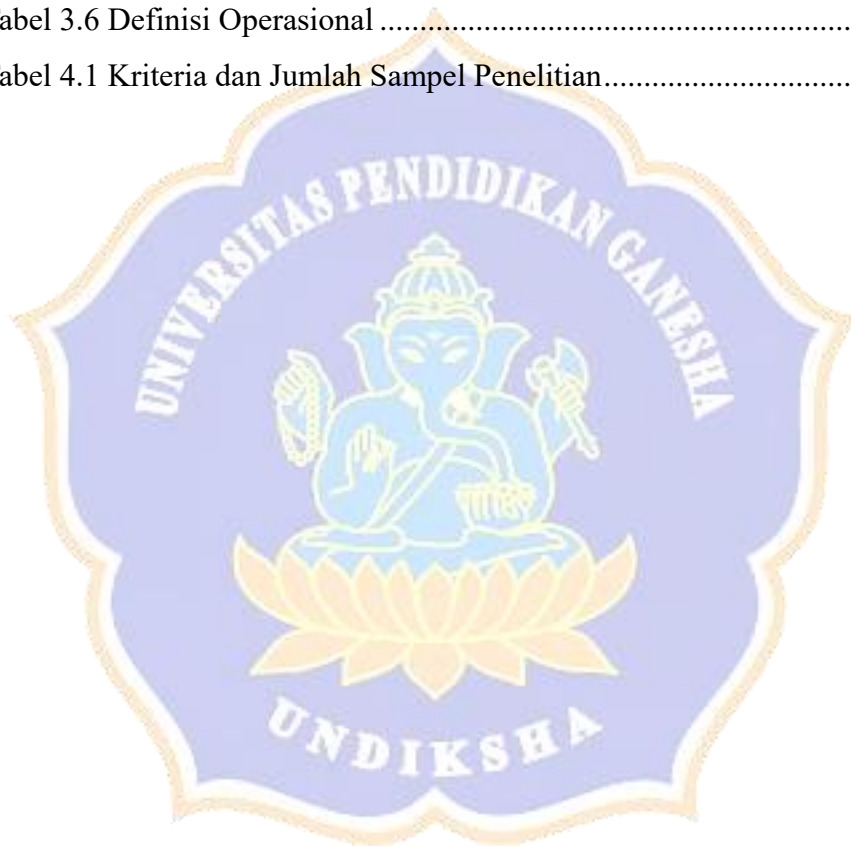 abel 3.6 Definisi Operasional ....................................................
abel 4.1 Kriteria dan Jumlah Sampel Penelitian...............................
UNIVERSITAS PENDIDIKAN GANESHA
UNDIKSHA